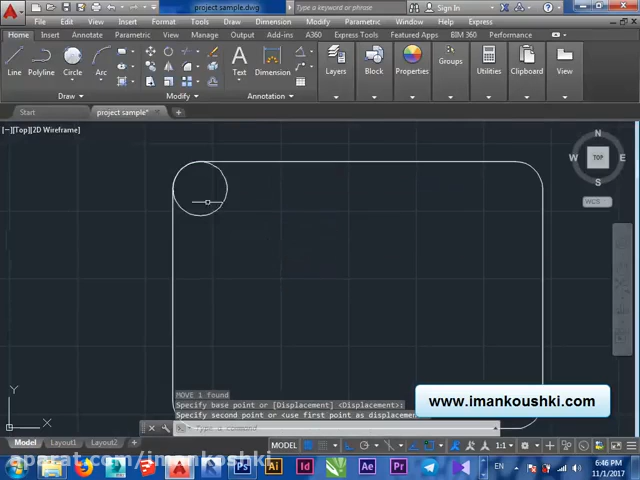 project sample.dwg
Type a keyword or phrase
Sign In
File Edit View Insert Format Tools Draw Dimension Modify Parametric Window Help Express
Home Insert Annotate Parametric View Manage Output Add-ins A360 Express Tools Featured Apps BIM 360 Performance
Line Polyline Circle Arc Text Dimension Layers Block Properties Groups Utilities Clipboard View
Draw Modify Annotation
Start project sample*
[−][Top][2D Wireframe]
N
W TOP E
S
WCS
MOVE 1 found
Specify base point or [Displacement] <Displacement>:
Specify second point or <use first point as displacement
Type a command
www.imankoushki.com
Y
X
Model Layout1 Layout2 MODEL 1:1
aparat.com/imankoshki
EN 6:46 PM
11/1/2017